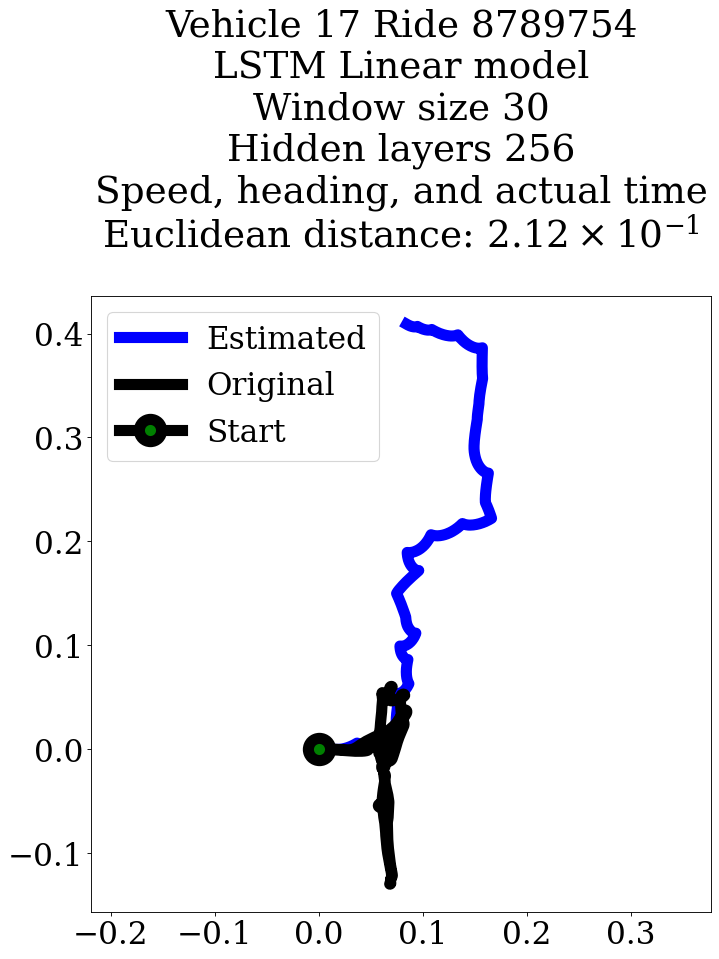 Vehicle 17 Ride 8789754
LSTM Linear model
Window size 30
Hidden layers 256
Speed, heading, and actual time
Euclidean distance: 2.12 × 10⁻¹
Estimated
Original
Start
0.4
0.3
0.2
0.1
0.0
−0.1
−0.2 −0.1 0.0 0.1 0.2 0.3